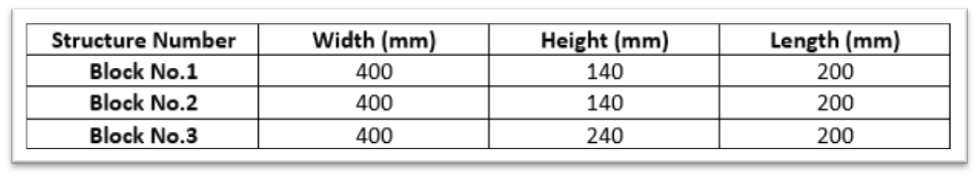 Structure Number Width (mm) Height (mm) Length (mm)
Block No.1 400 140 200
Block No.2 400 140 200
Block No.3 400 240 200